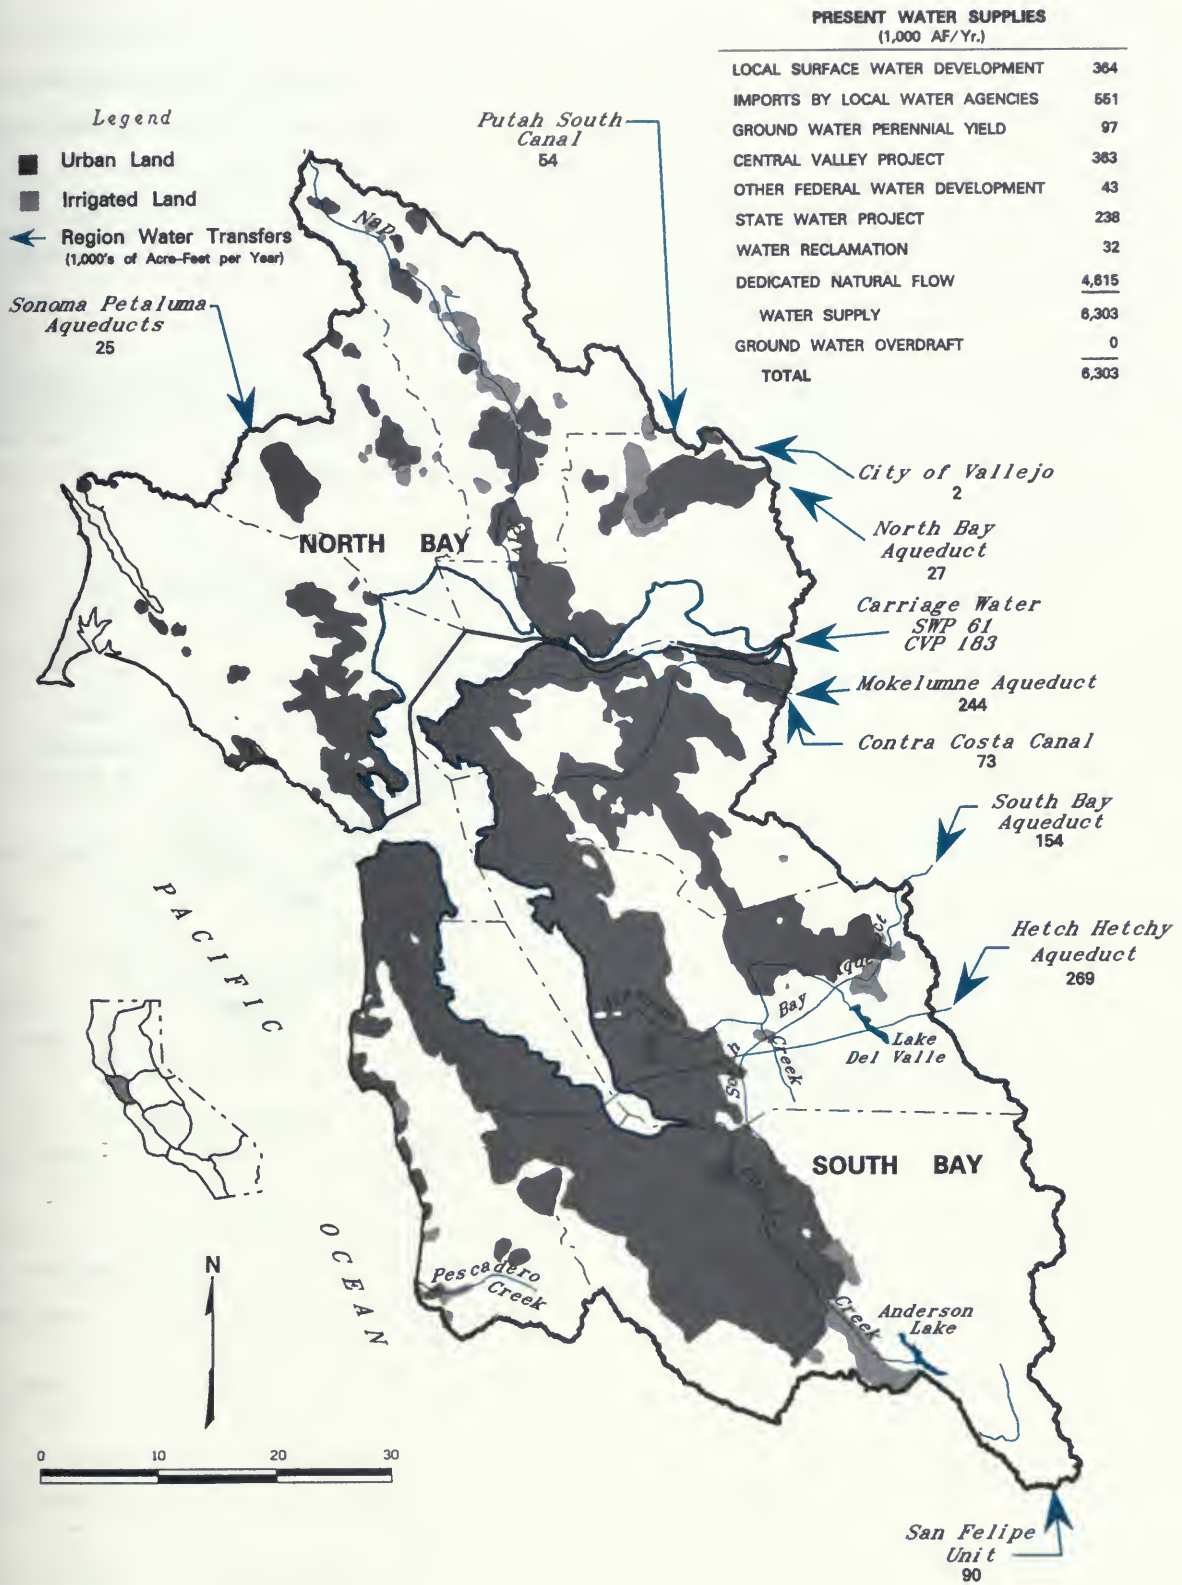 PRESENT WATER SUPPLIES
(1,000 AF/Yr.)
LOCAL SURFACE WATER DEVELOPMENT 364
IMPORTS BY LOCAL WATER AGENCIES 551
GROUND WATER PERENNIAL YIELD 97
CENTRAL VALLEY PROJECT 363
OTHER FEDERAL WATER DEVELOPMENT 43
STATE WATER PROJECT 238
WATER RECLAMATION 32
DEDICATED NATURAL FLOW 4,615
WATER SUPPLY 6,303
GROUND WATER OVERDRAFT 0
TOTAL 6,303
Legend
Urban Land
Irrigated Land
Region Water Transfers
(1,000's of Acre-Feet per Year)
Putah South
Canal
54
Sonoma Petaluma
Aqueducts
25
Nap
City of Vallejo
2
North Bay
Aqueduct
27
NORTH BAY
Carriage Water
SWP 61
CVP 183
Mokelumne Aqueduct
244
Contra Costa Canal
73
South Bay
Aqueduct
154
Hetch Hetchy
Aqueduct
269
PACIFIC
OCEAN
Bay
Creek
Lake
Del Valle
SOUTH BAY
Pescadero
Creek
Creek
Anderson
Lake
N
0 10 20 30
San Felipe
Unit
90